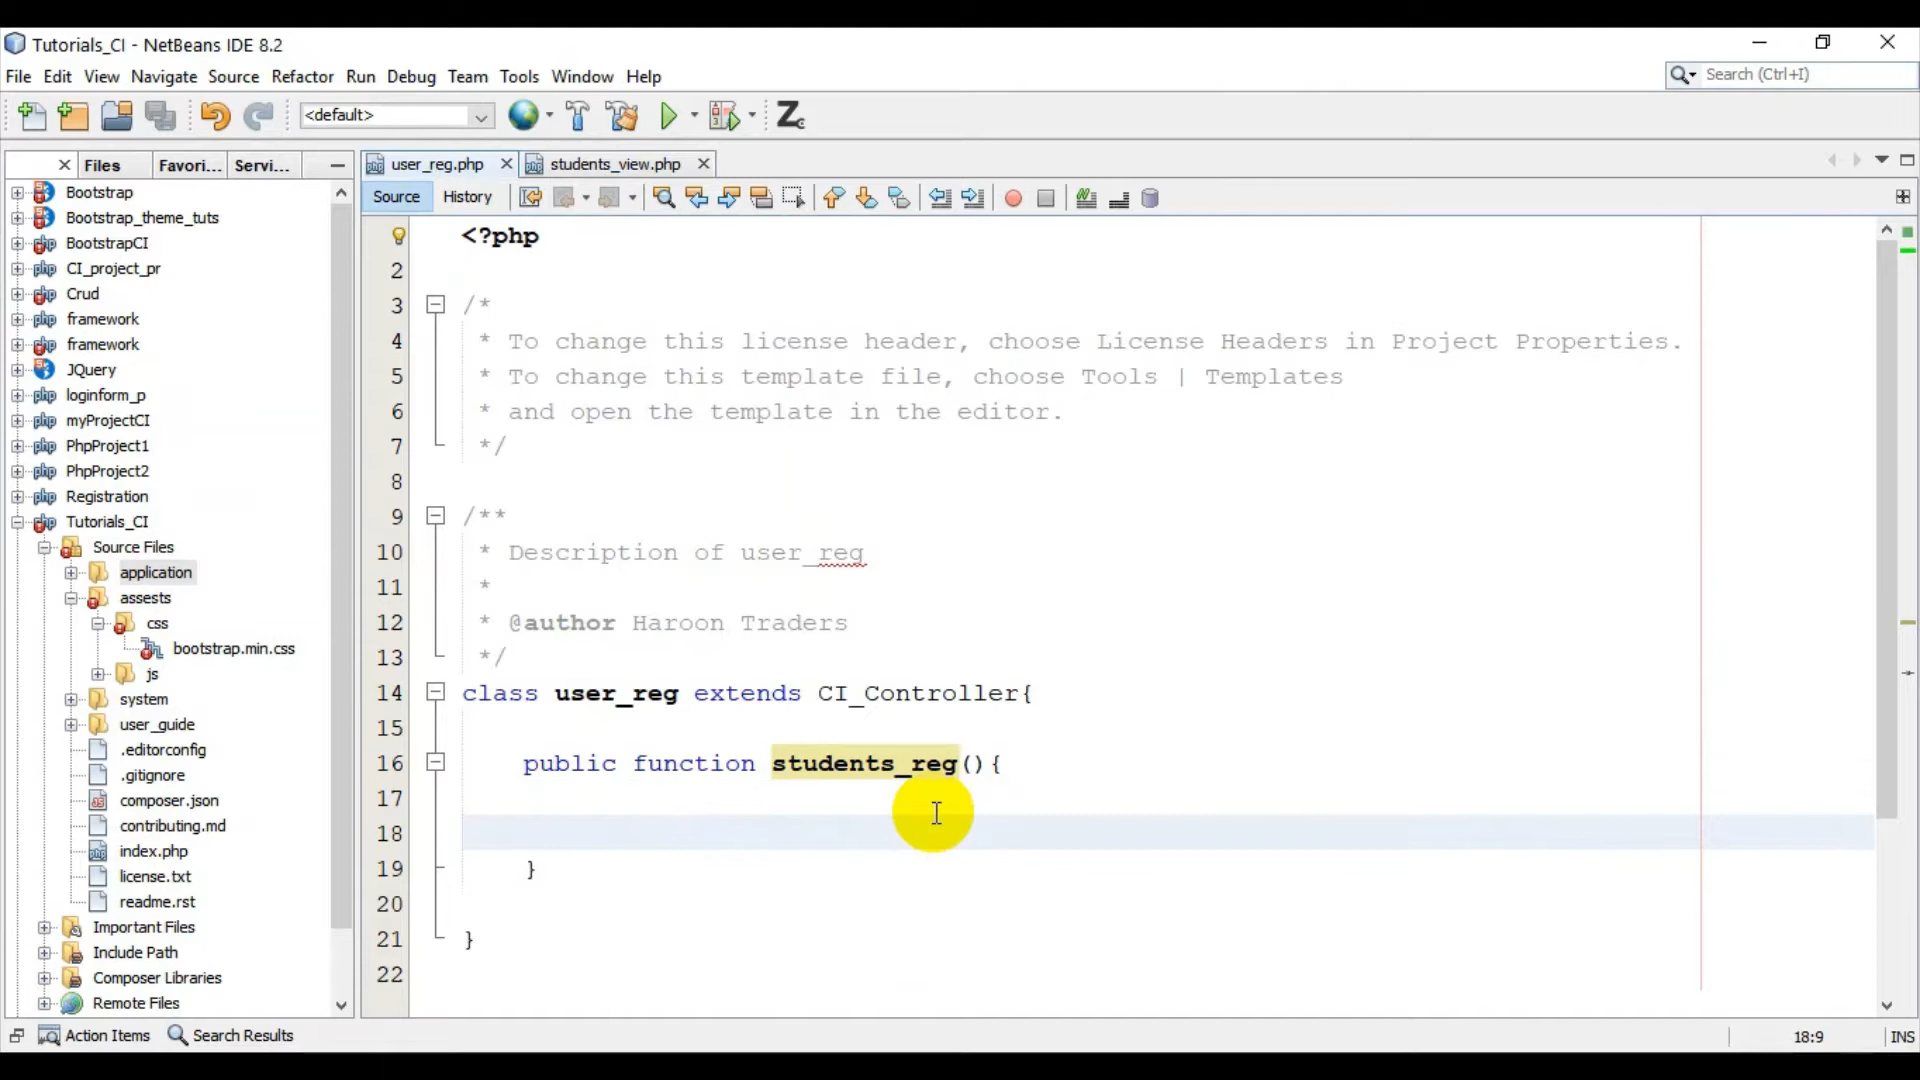 Tutorials_CI - NetBeans IDE 8.2
File Edit View Navigate Source Refactor Run Debug Team Tools Window Help
Search (Ctrl+I)
<default>
Files Favori... Servi...
user_reg.php students_view.php
Source History
Bootstrap
Bootstrap_theme_tuts
BootstrapCI
CI_project_pr
Crud
framework
framework
JQuery
loginform_p
myProjectCI
PhpProject1
PhpProject2
Registration
Tutorials_CI
Source Files
application
assests
css
bootstrap.min.css
js
system
user_guide
.editorconfig
.gitignore
composer.json
contributing.md
index.php
license.txt
readme.rst
Important Files
Include Path
Composer Libraries
Remote Files
<?php
2
3 /*
4 * To change this license header, choose License Headers in Project Properties.
5 * To change this template file, choose Tools | Templates
6 * and open the template in the editor.
7 */
8
9 /**
10 * Description of user_reg
11 *
12 * @author Haroon Traders
13 */
14 class user_reg extends CI_Controller{
15
16 public function students_reg(){
17
18
19 }
20
21 }
22
Action Items Search Results
18:9 INS